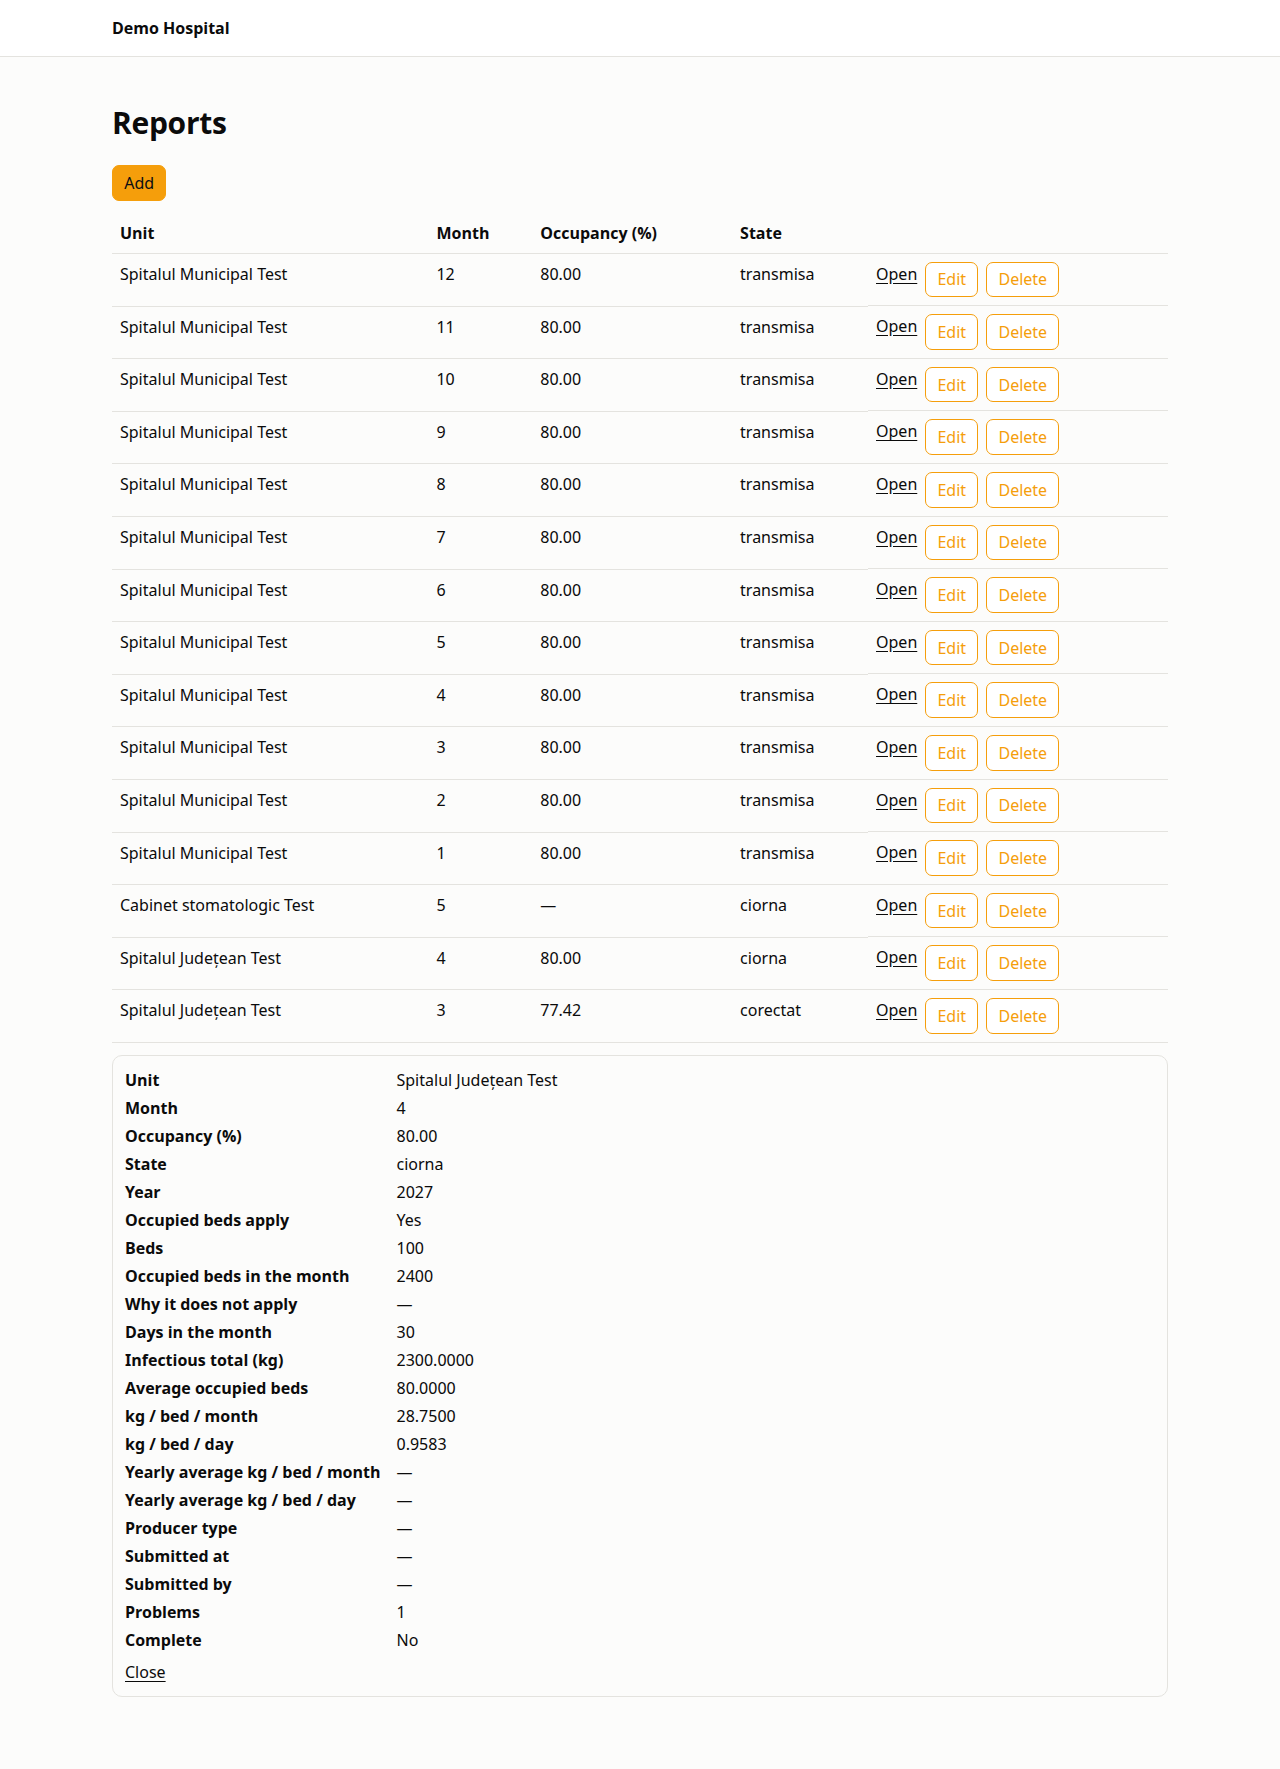 Demo Hospital
Reports
Add
Unit Month Occupancy (%) State
Spitalul Municipal Test 12 80.00 transmisa Open Edit Delete
Spitalul Municipal Test 11 80.00 transmisa Open Edit Delete
Spitalul Municipal Test 10 80.00 transmisa Open Edit Delete
Spitalul Municipal Test 9 80.00 transmisa Open Edit Delete
Spitalul Municipal Test 8 80.00 transmisa Open Edit Delete
Spitalul Municipal Test 7 80.00 transmisa Open Edit Delete
Spitalul Municipal Test 6 80.00 transmisa Open Edit Delete
Spitalul Municipal Test 5 80.00 transmisa Open Edit Delete
Spitalul Municipal Test 4 80.00 transmisa Open Edit Delete
Spitalul Municipal Test 3 80.00 transmisa Open Edit Delete
Spitalul Municipal Test 2 80.00 transmisa Open Edit Delete
Spitalul Municipal Test 1 80.00 transmisa Open Edit Delete
Cabinet stomatologic Test 5 — ciorna Open Edit Delete
Spitalul Județean Test 4 80.00 ciorna Open Edit Delete
Spitalul Județean Test 3 77.42 corectat Open Edit Delete
Unit Spitalul Județean Test
Month 4
Occupancy (%) 80.00
State ciorna
Year 2027
Occupied beds apply Yes
Beds 100
Occupied beds in the month 2400
Why it does not apply —
Days in the month 30
Infectious total (kg) 2300.0000
Average occupied beds 80.0000
kg / bed / month 28.7500
kg / bed / day 0.9583
Yearly average kg / bed / month —
Yearly average kg / bed / day —
Producer type —
Submitted at —
Submitted by —
Problems 1
Complete No
Close